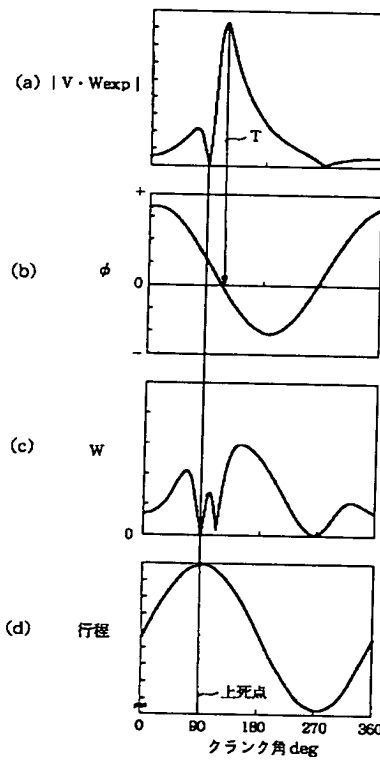 (a) | V・Wexp |
T
+
(b) φ
0
−
(c) W
0
(d) 行程
上死点
0 90 180 270 360
クランク角 deg